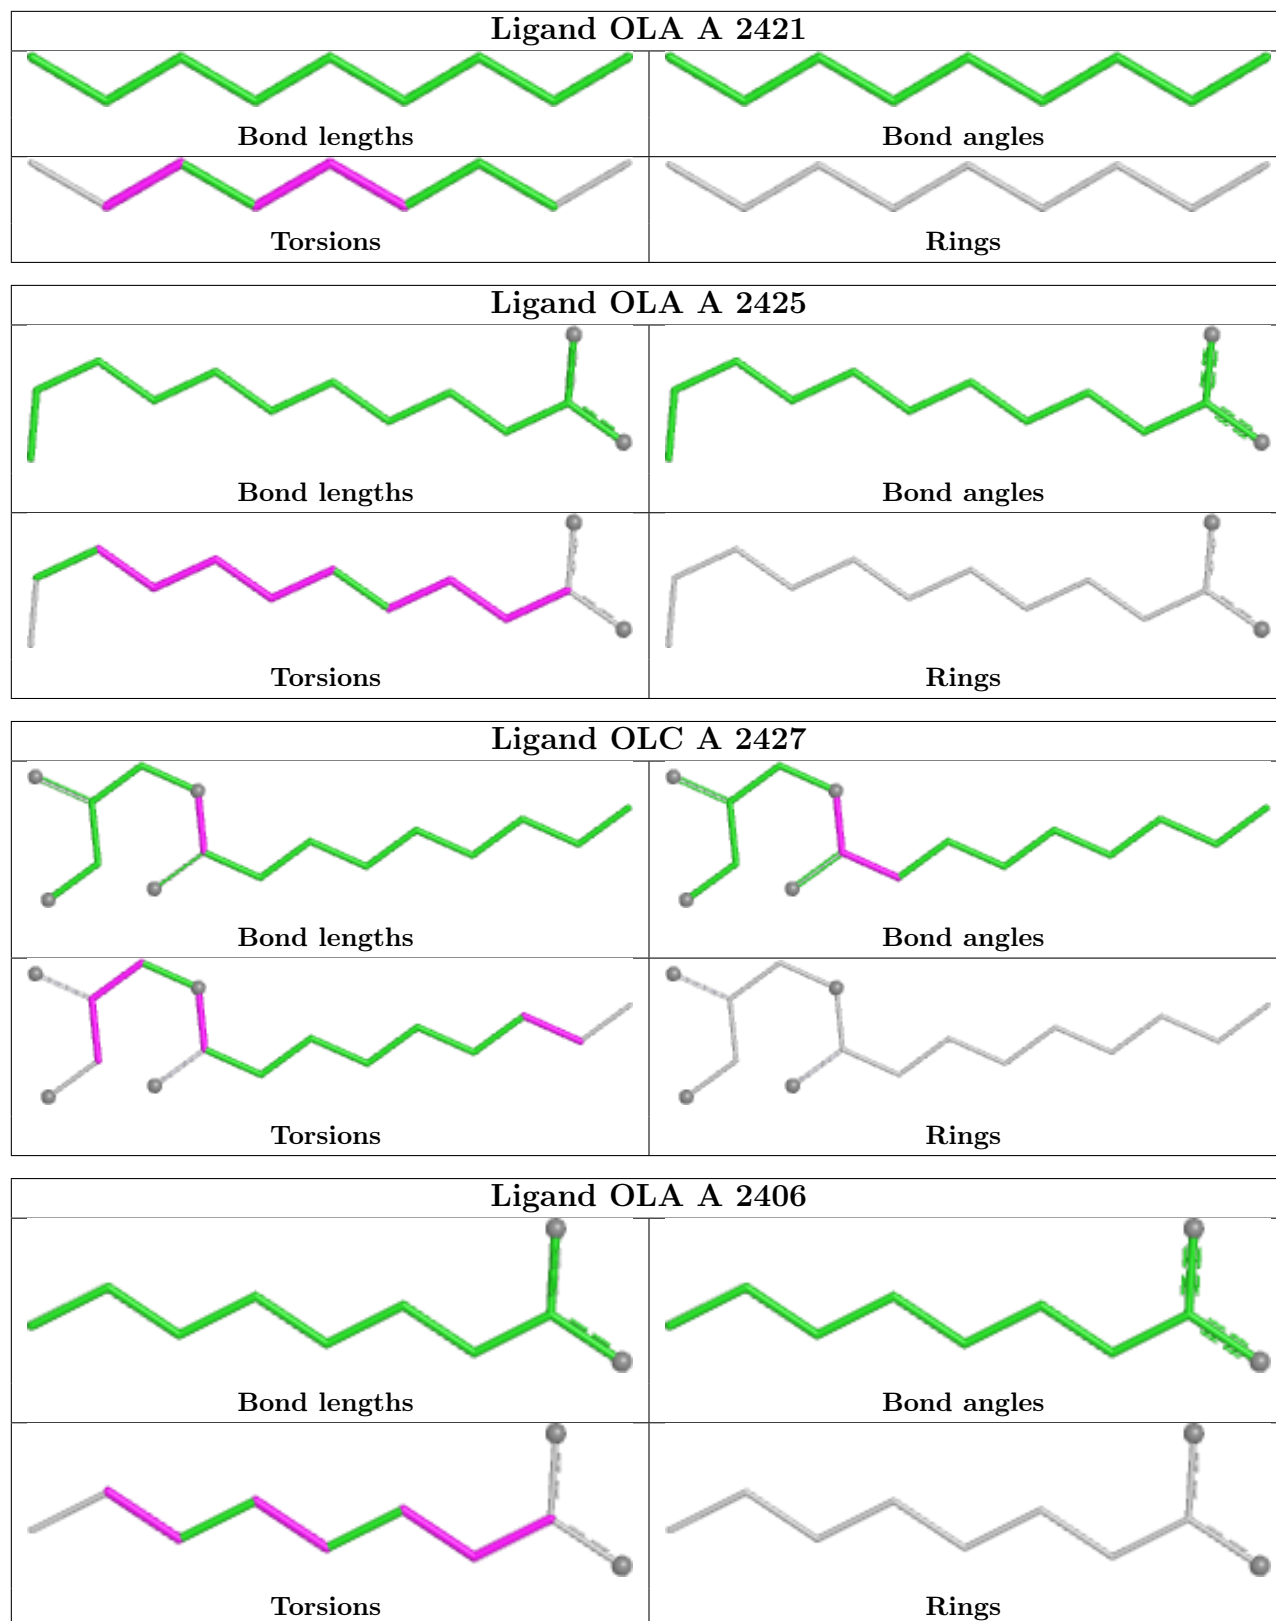 Ligand OLA A 2421
Bond lengths
Bond angles
Torsions
Rings
Ligand OLA A 2425
Bond lengths
Bond angles
Torsions
Rings
Ligand OLC A 2427
Bond lengths
Bond angles
Torsions
Rings
Ligand OLA A 2406
Bond lengths
Bond angles
Torsions
Rings